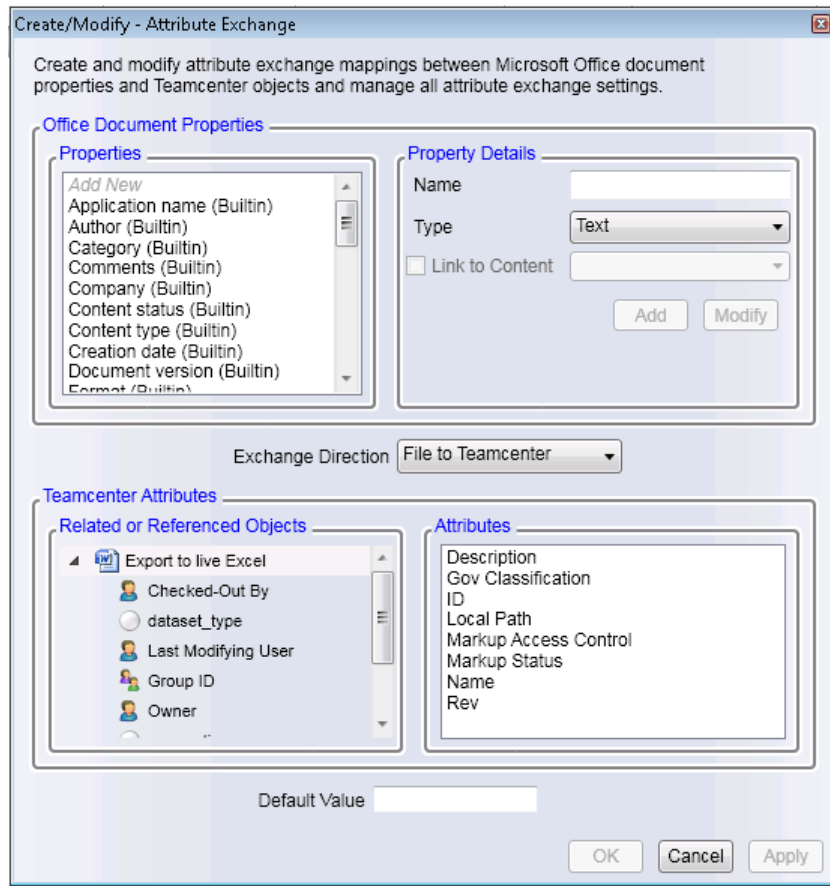 Create/Modify - Attribute Exchange
Create and modify attribute exchange mappings between Microsoft Office document
properties and Teamcenter objects and manage all attribute exchange settings.
Office Document Properties
Properties
Add New
Application name (Builtin)
Author (Builtin)
Category (Builtin)
Comments (Builtin)
Company (Builtin)
Content status (Builtin)
Content type (Builtin)
Creation date (Builtin)
Document version (Builtin)
Format (Builtin)
Property Details
Name
Type
Text
Link to Content
Add
Modify
Exchange Direction
File to Teamcenter
Teamcenter Attributes
Related or Referenced Objects
Export to live Excel
Checked-Out By
dataset_type
Last Modifying User
Group ID
Owner
Attributes
Description
Gov Classification
ID
Local Path
Markup Access Control
Markup Status
Name
Rev
Default Value
OK
Cancel
Apply